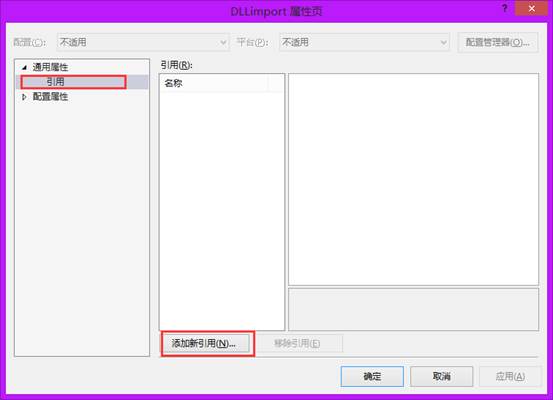 DLLimport 属性页
?
配置(C): 不适用 平台(P): 不适用 配置管理器(O)...
通用属性
引用
配置属性
引用(R):
名称
添加新引用(N)... 移除引用(E)
确定 取消 应用(A)